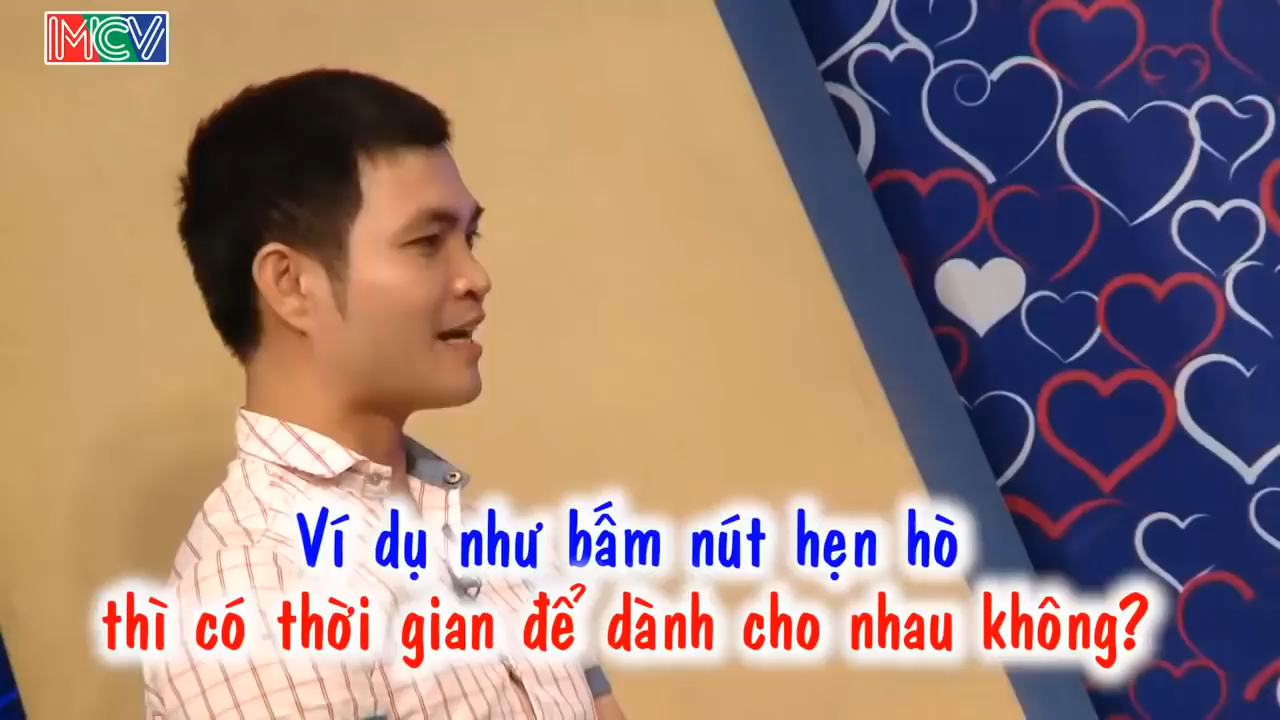 MCV
Ví dụ như bấm nút hẹn hò
thì có thời gian để dành cho nhau không?